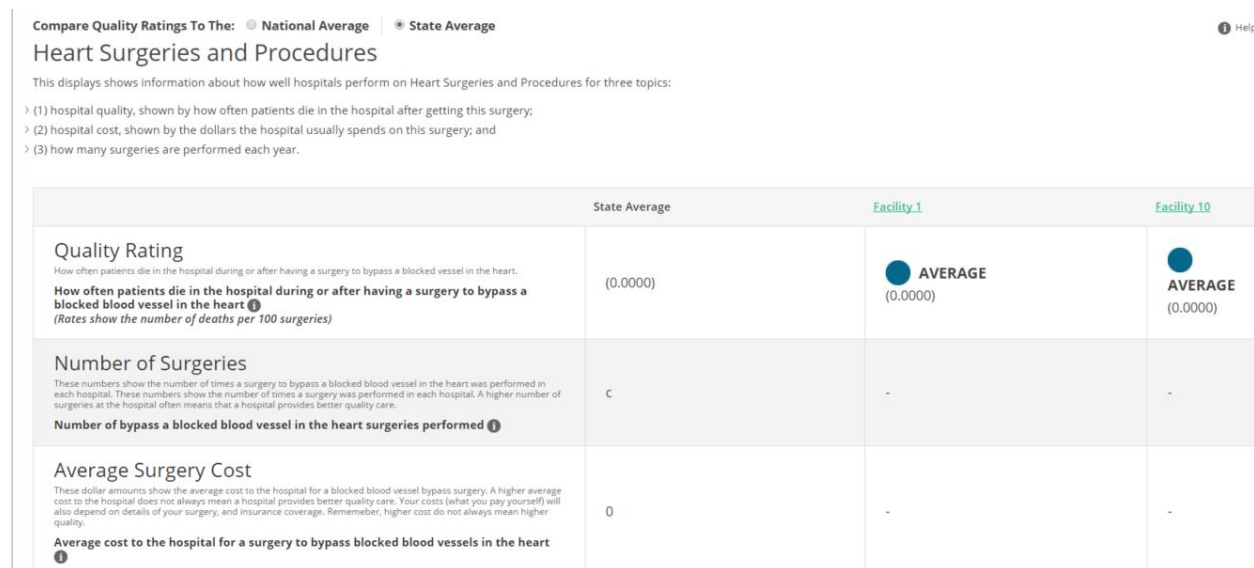 Compare Quality Ratings To The: National Average State Average
Help
Heart Surgeries and Procedures
This displays shows information about how well hospitals perform on Heart Surgeries and Procedures for three topics:
(1) hospital quality, shown by how often patients die in the hospital after getting this surgery;
(2) hospital cost, shown by the dollars the hospital usually spends on this surgery; and
(3) how many surgeries are performed each year.
State Average Facility 1 Facility 10
Quality Rating
How often patients die in the hospital during or after having a surgery to bypass a blocked vessel in the heart.
How often patients die in the hospital during or after having a surgery to bypass a
blocked blood vessel in the heart
(Rates show the number of deaths per 100 surgeries)
(0.0000)
AVERAGE
(0.0000)
AVERAGE
(0.0000)
Number of Surgeries
These numbers show the number of times a surgery to bypass a blocked blood vessel in the heart was performed in
each hospital. These numbers show the number of times a surgery was performed in each hospital. A higher number of
surgeries at the hospital often means that a hospital provides better quality care.
Number of bypass a blocked blood vessel in the heart surgeries performed
c - -
Average Surgery Cost
These dollar amounts show the average cost to the hospital for a blocked blood vessel bypass surgery. A higher average
cost to the hospital does not always mean a hospital provides better quality care. Your costs (what you pay yourself) will
also depend on details of your surgery, and insurance coverage. Rememeber, higher cost do not always mean higher
quality.
Average cost to the hospital for a surgery to bypass blocked blood vessels in the heart
0 - -